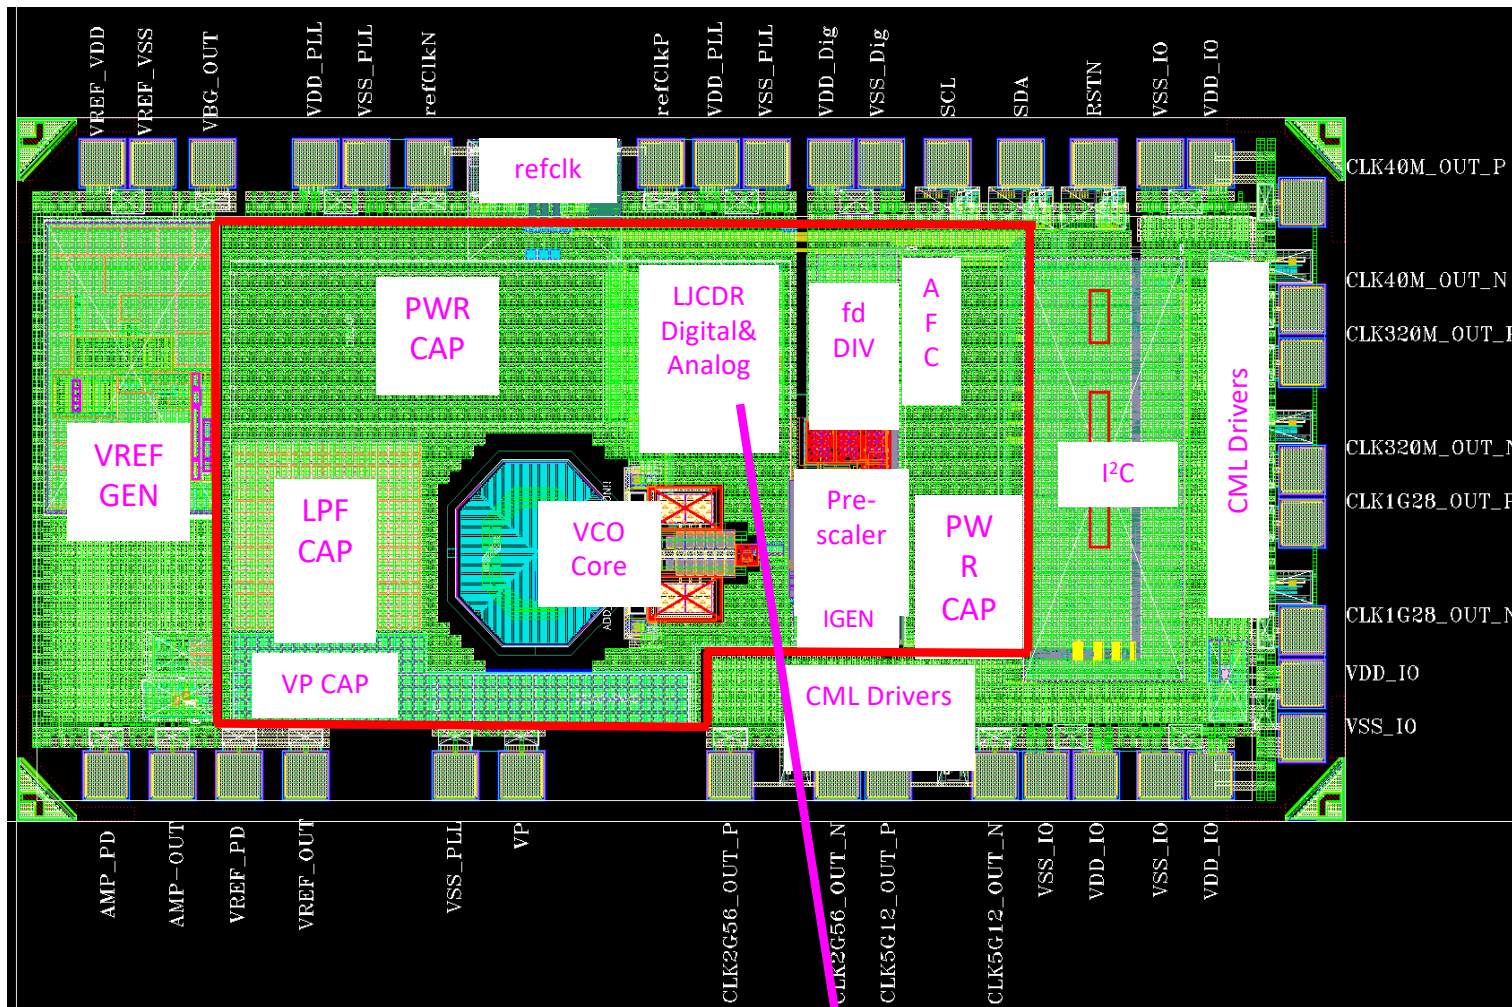 VREF_VDD
VREF_VSS
VBG_OUT
VDD_PLL
VSS_PLL
refClkN
refClkP
VDD_PLL
VSS_PLL
VDD_Dig
VSS_Dig
SCL
SDA
RSTN
VSS_IO
VDD_IO
refclk
CLK40M_OUT_P
CLK40M_OUT_N
CLK320M_OUT_P
CLK320M_OUT_N
CLK1G28_OUT_P
CLK1G28_OUT_N
VDD_IO
VSS_IO
PWR
CAP
LJCDR
Digital&
Analog
fd
DIV
A
F
C
CML Drivers
VREF
GEN
LPF
CAP
VCO
Core
Pre-
scaler
IGEN
PW
R
CAP
I²C
VP CAP
CML Drivers
AMP_PD
AMP-OUT
VREF_PD
VREF_OUT
VSS_PLL
VP
CLK2G56_OUT_P
CLK2G56_OUT_N
CLK5G12_OUT_P
CLK5G12_OUT_N
VSS_IO
VDD_IO
VSS_IO
VDD_IO